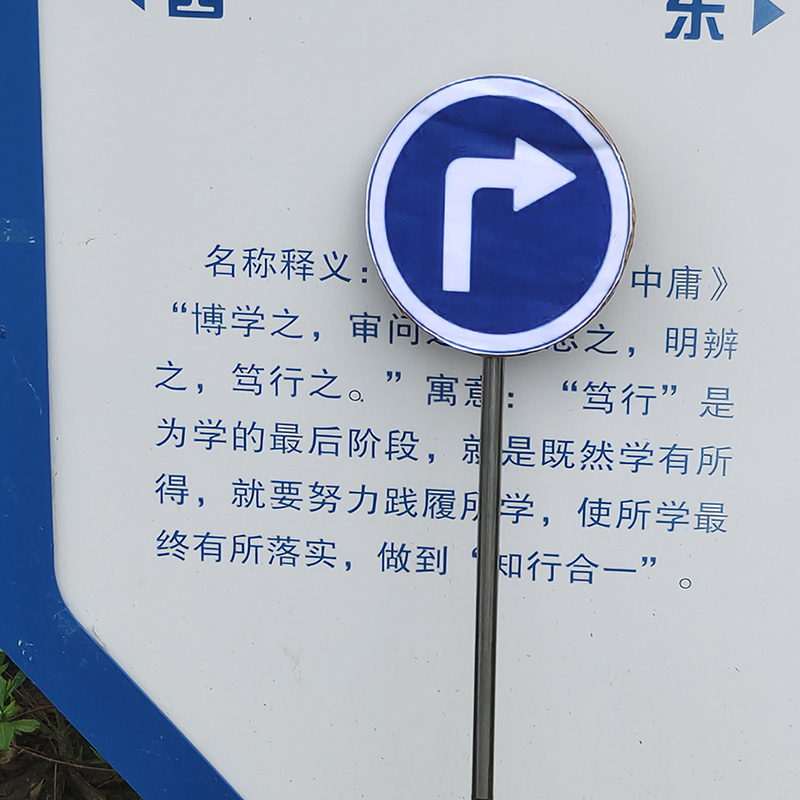 西 东
名称释义： 中庸》
“博学之，审问 之，明辨
之，笃行之。”寓意：“笃行”是
为学的最后阶段，就是既然学有所
得，就要努力践履所学，使所学最
终有所落实，做到“知行合一”。